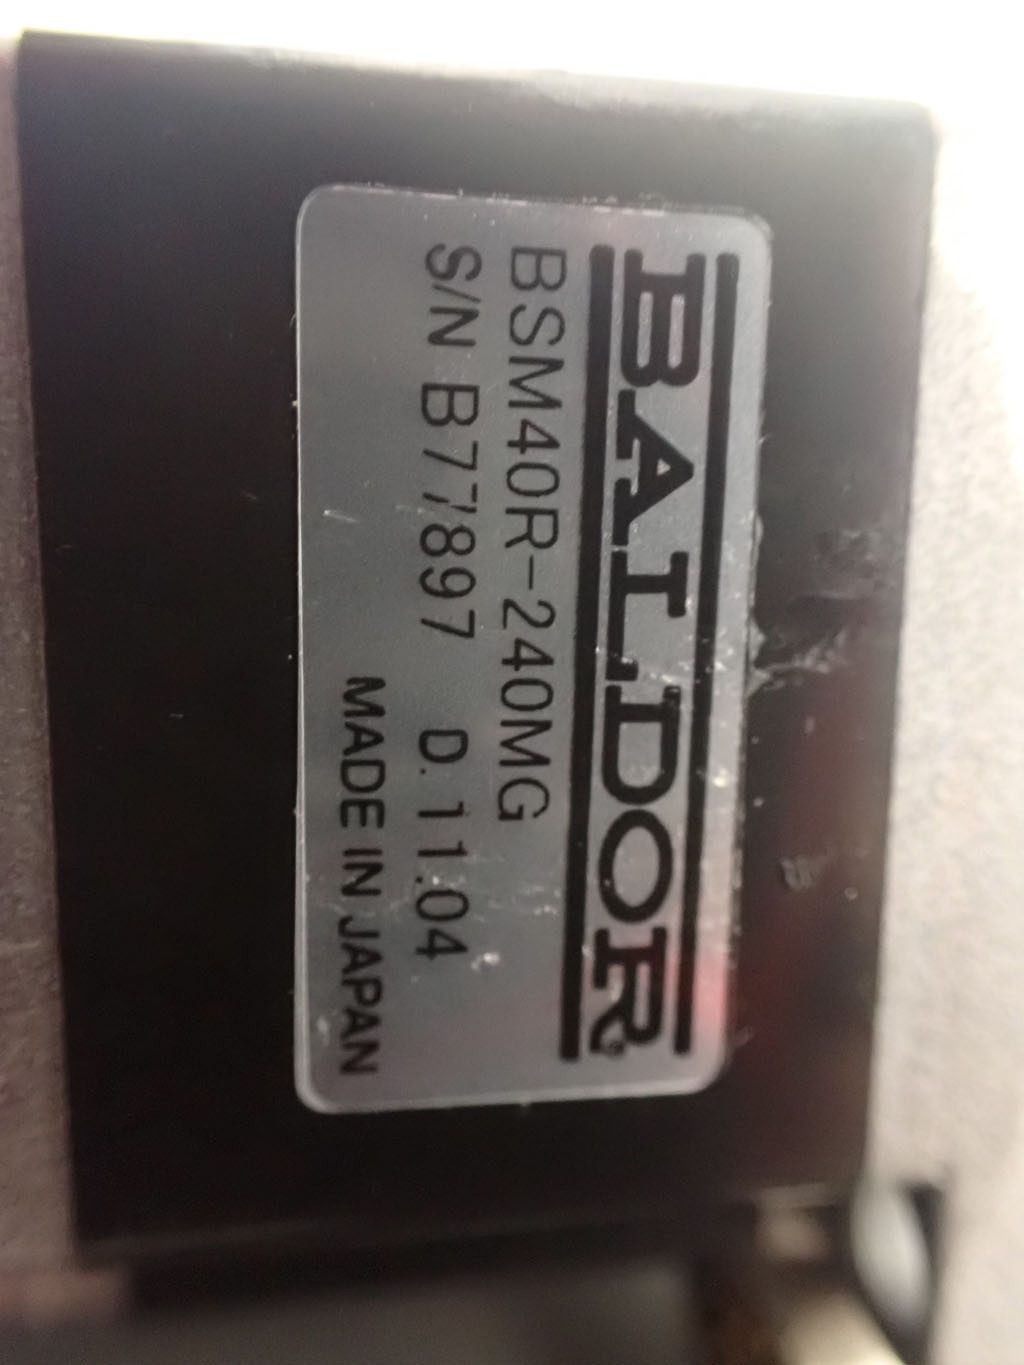 BALDOR®
BSM40R-240MG
S/N B77897 D.11.04
MADE IN JAPAN